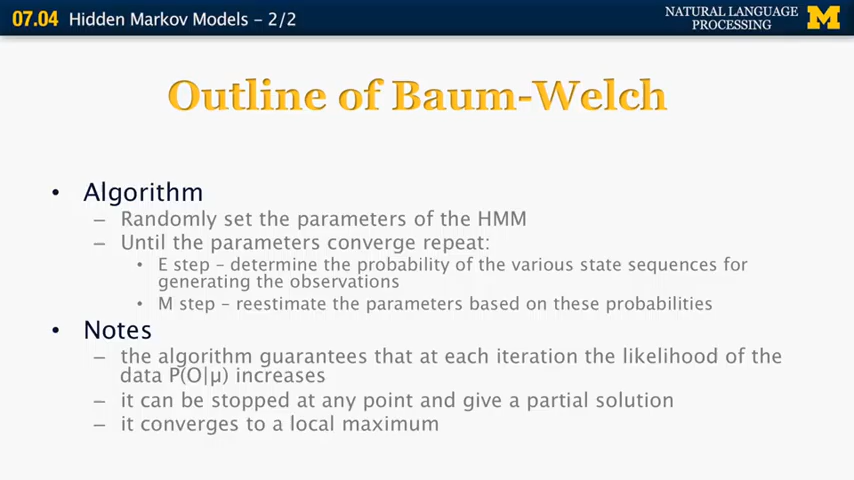 07.04 Hidden Markov Models – 2/2
NATURAL LANGUAGE
PROCESSING
M
Outline of Baum-Welch
• Algorithm
– Randomly set the parameters of the HMM
– Until the parameters converge repeat:
• E step – determine the probability of the various state sequences for
generating the observations
• M step – reestimate the parameters based on these probabilities
• Notes
– the algorithm guarantees that at each iteration the likelihood of the
data P(O|μ) increases
– it can be stopped at any point and give a partial solution
– it converges to a local maximum